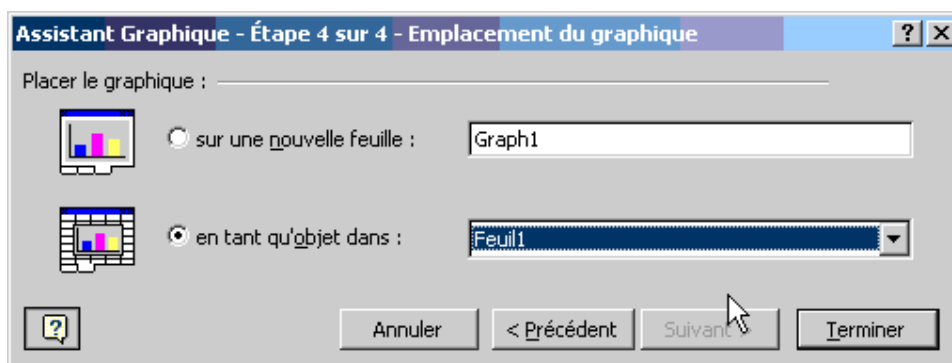 Assistant Graphique - Étape 4 sur 4 - Emplacement du graphique
Placer le graphique :
sur une nouvelle feuille : Graph1
en tant qu'objet dans : Feuil1
Annuler < Précédent Suivant Terminer